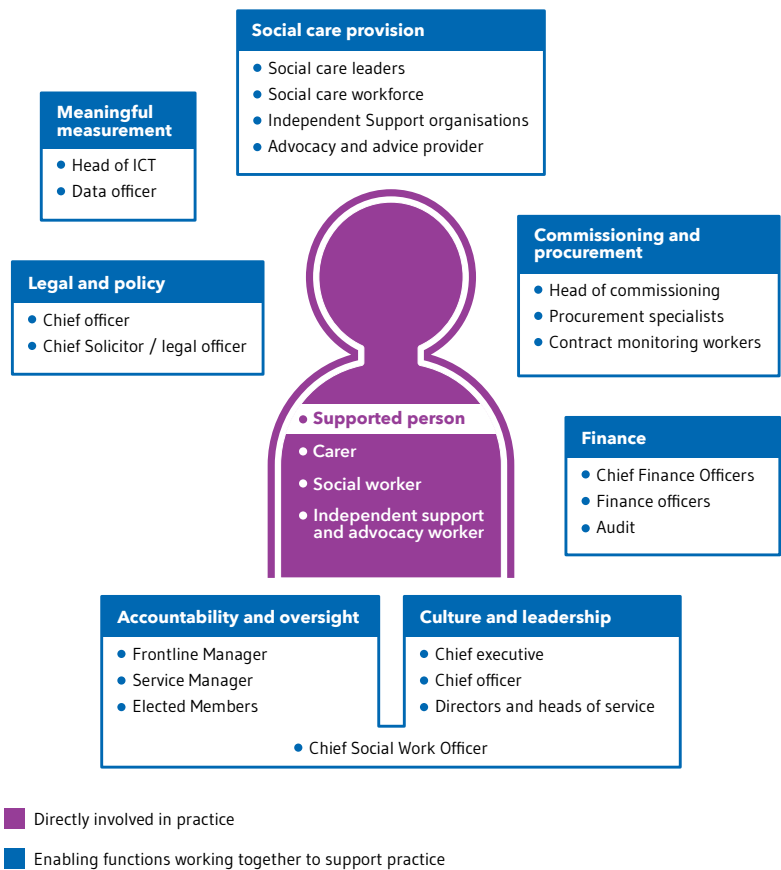 Social care provision
• Social care leaders
• Social care workforce
• Independent Support organisations
• Advocacy and advice provider
Meaningful
measurement
• Head of ICT
• Data officer
Commissioning and
procurement
• Head of commissioning
• Procurement specialists
• Contract monitoring workers
Legal and policy
• Chief officer
• Chief Solicitor / legal officer
• Supported person
• Carer
• Social worker
• Independent support
and advocacy worker
Finance
• Chief Finance Officers
• Finance officers
• Audit
Accountability and oversight
• Frontline Manager
• Service Manager
• Elected Members
Culture and leadership
• Chief executive
• Chief officer
• Directors and heads of service
• Chief Social Work Officer
Directly involved in practice
Enabling functions working together to support practice